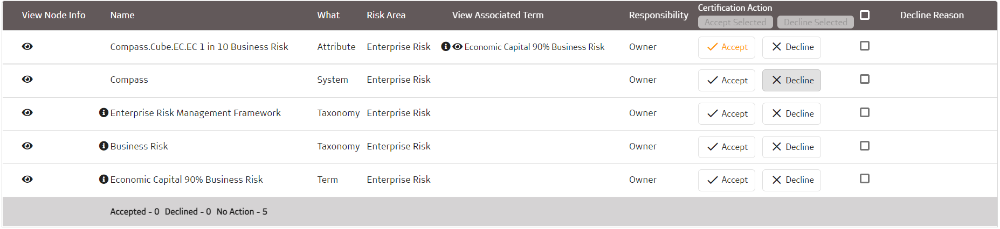 View Node Info Name What Risk Area View Associated Term Responsibility Certification Action Decline Reason
Accept Selected Decline Selected
Compass.Cube.EC.EC 1 in 10 Business Risk Attribute Enterprise Risk Economic Capital 90% Business Risk Owner Accept Decline
Compass System Enterprise Risk Owner Accept Decline
Enterprise Risk Management Framework Taxonomy Enterprise Risk Owner Accept Decline
Business Risk Taxonomy Enterprise Risk Owner Accept Decline
Economic Capital 90% Business Risk Term Enterprise Risk Owner Accept Decline
Accepted - 0 Declined - 0 No Action - 5